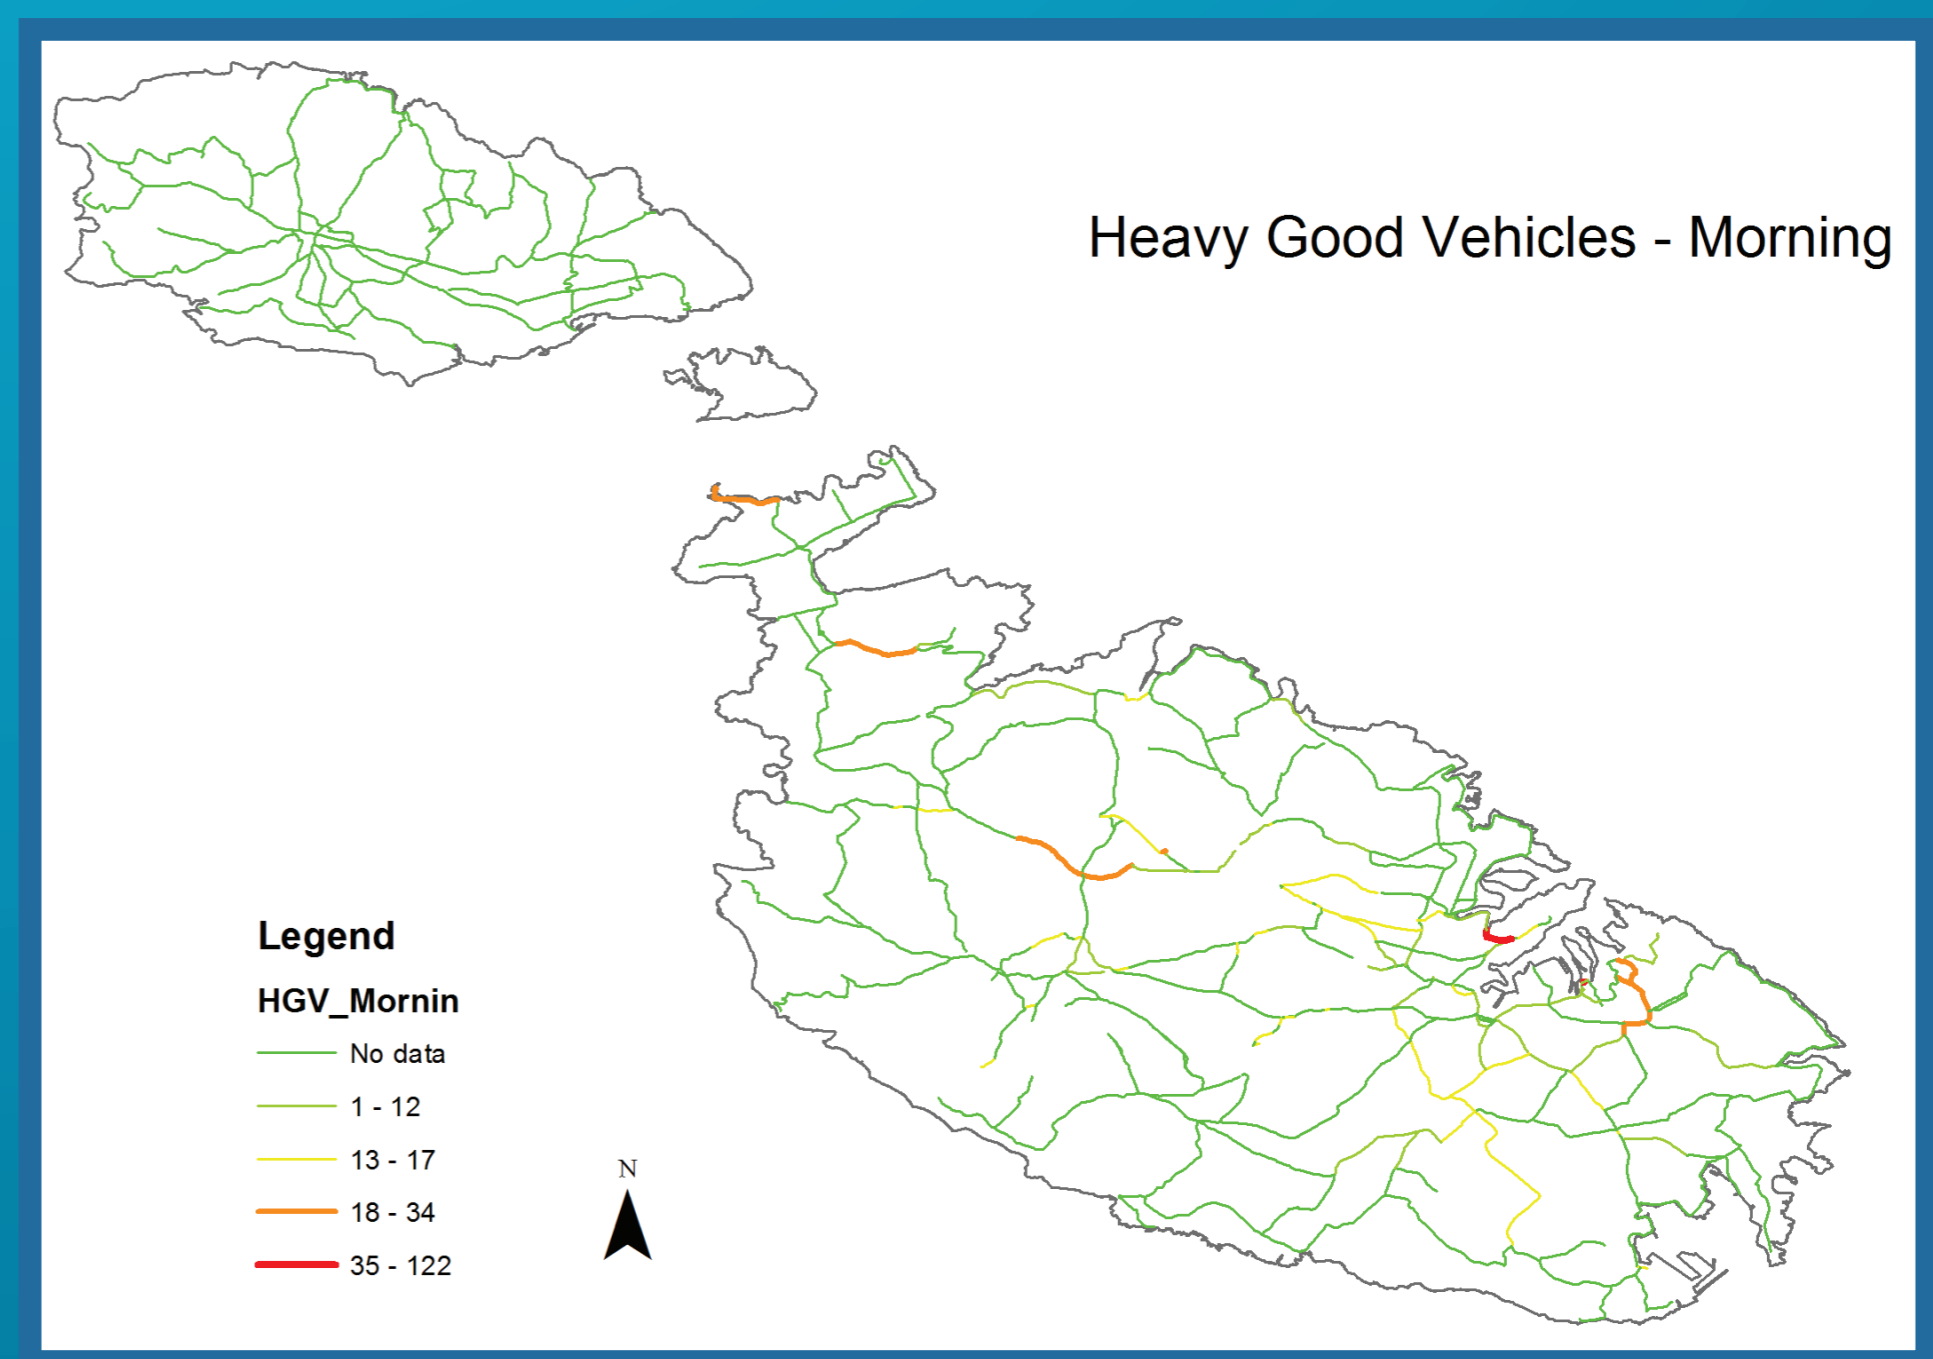 Heavy Good Vehicles - Morning
Legend
HGV_Mornin
No data
1 - 12
13 - 17
18 - 34
35 - 122
N